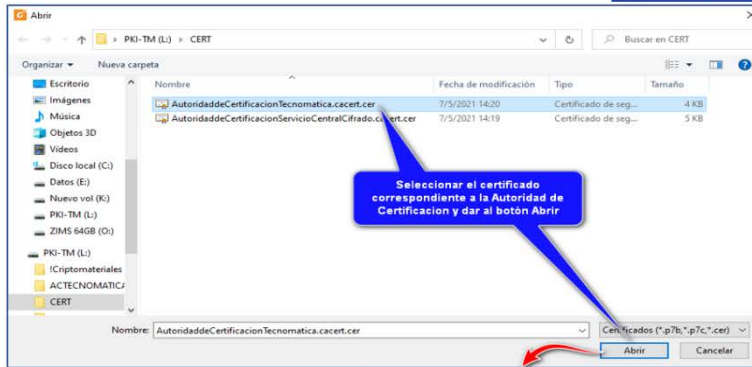 Abrir
PKI-TM (L:) > CERT
Buscar en CERT
Organizar
Nueva carpeta
Nombre
Fecha de modificación
Tipo
Tamaño
Escritorio
Imágenes
Música
Objetos 3D
Vídeos
Disco local (C:)
Datos (E:)
Nuevo vol (K:)
PKI-TM (L:)
ZIMS 64GB (O:)
PKI-TM (L:)
!Criptomateriales
ACTECNOMATICA
CERT
AutoridaddeCertificacionTecnomatica.cacert.cer 7/5/2021 14:20 Certificado de seg... 4 KB
AutoridaddeCertificacionServicioCentralCifrado.cacert.cer 7/5/2021 14:19 Certificado de seg... 5 KB
Seleccionar el certificado
correspondiente a la Autoridad de
Certificacion y dar al botón Abrir
Nombre: AutoridaddeCertificacionTecnomatica.cacert.cer
Certificados (*.p7b,*.p7c,*.cer)
Abrir
Cancelar